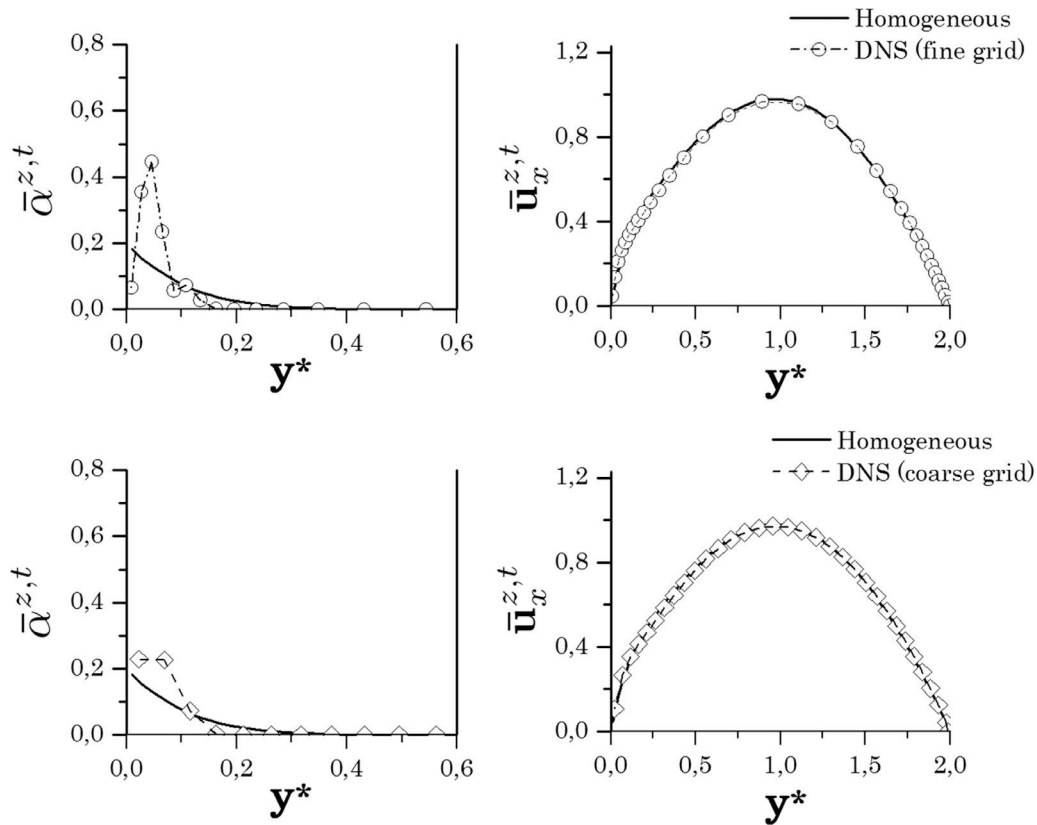 Homogeneous
DNS (fine grid)
0,8
0,6
0,4
0,2
0,0
ᾱ^{z,t}
0,0 0,2 0,4 0,6
y*
1,2
0,8
0,4
0,0
ū_x^{z,t}
0,0 0,5 1,0 1,5 2,0
y*
Homogeneous
DNS (coarse grid)
0,8
0,6
0,4
0,2
0,0
ᾱ^{z,t}
0,0 0,2 0,4 0,6
y*
1,2
0,8
0,4
0,0
ū_x^{z,t}
0,0 0,5 1,0 1,5 2,0
y*